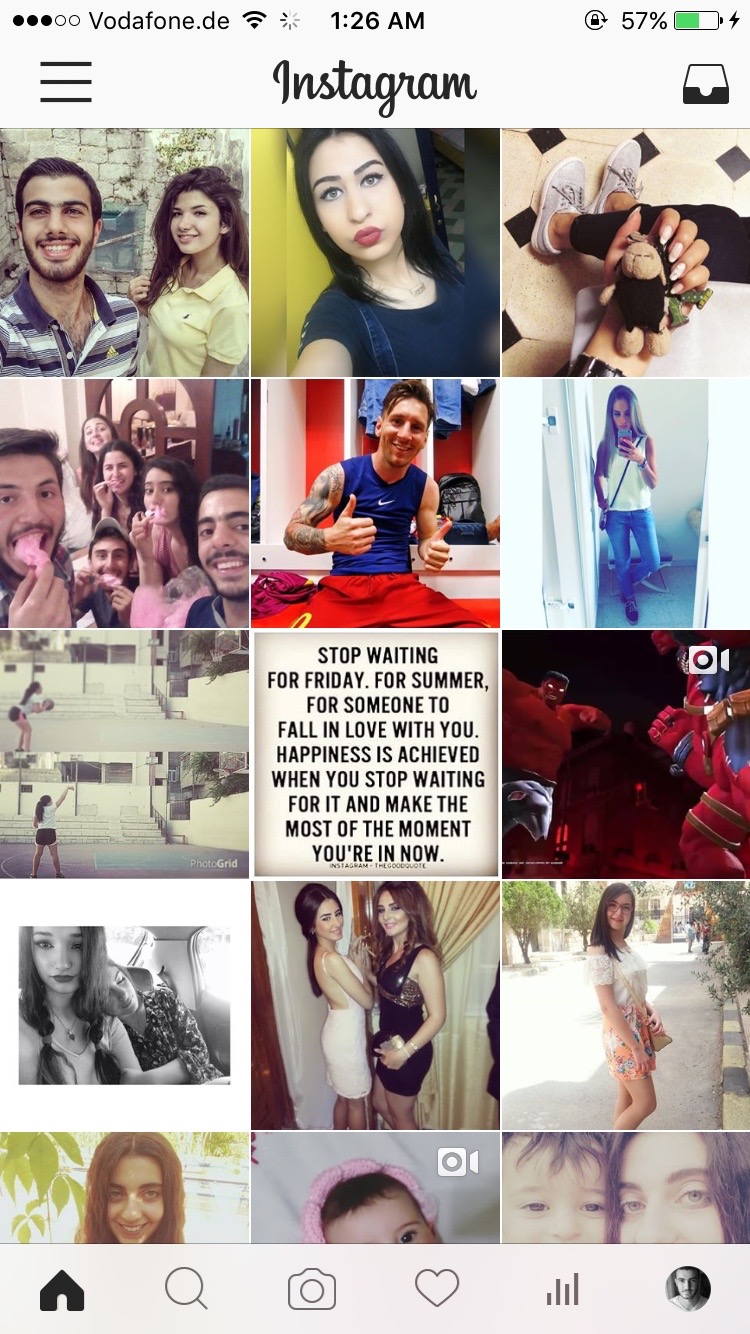 Vodafone.de 1:26 AM 57%
Instagram
STOP WAITING
FOR FRIDAY. FOR SUMMER,
FOR SOMEONE TO
FALL IN LOVE WITH YOU.
HAPPINESS IS ACHIEVED
WHEN YOU STOP WAITING
FOR IT AND MAKE THE
MOST OF THE MOMENT
YOU'RE IN NOW.
INSTAGRAM - THEGOODQUOTE
PhotoGrid